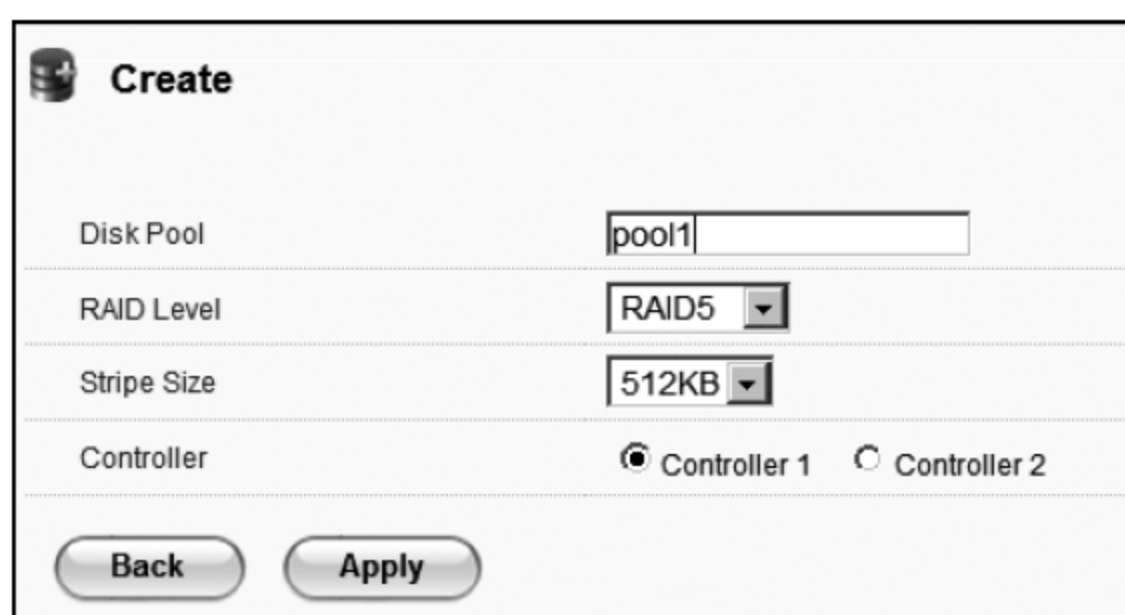 Create
Disk Pool pool1
RAID Level RAID5
Stripe Size 512KB
Controller Controller 1 Controller 2
Back Apply